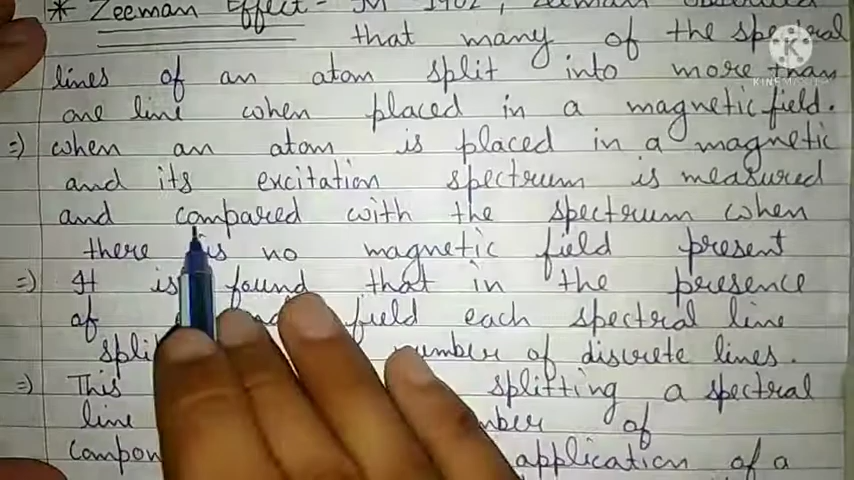 * Zeeman Effect - In 1902, Zeeman observed
that many of the spectral
lines of an atom split into more than
one line when placed in a magnetic field.
=) when an atom is placed in a magnetic
and its excitation spectrum is measured
and compared with the spectrum when
there is no magnetic field present
=) It is found that in the presence
of field each spectral line
number of discrete lines.
=) This splitting a spectral
line of
application of a
K
KINEMASTER